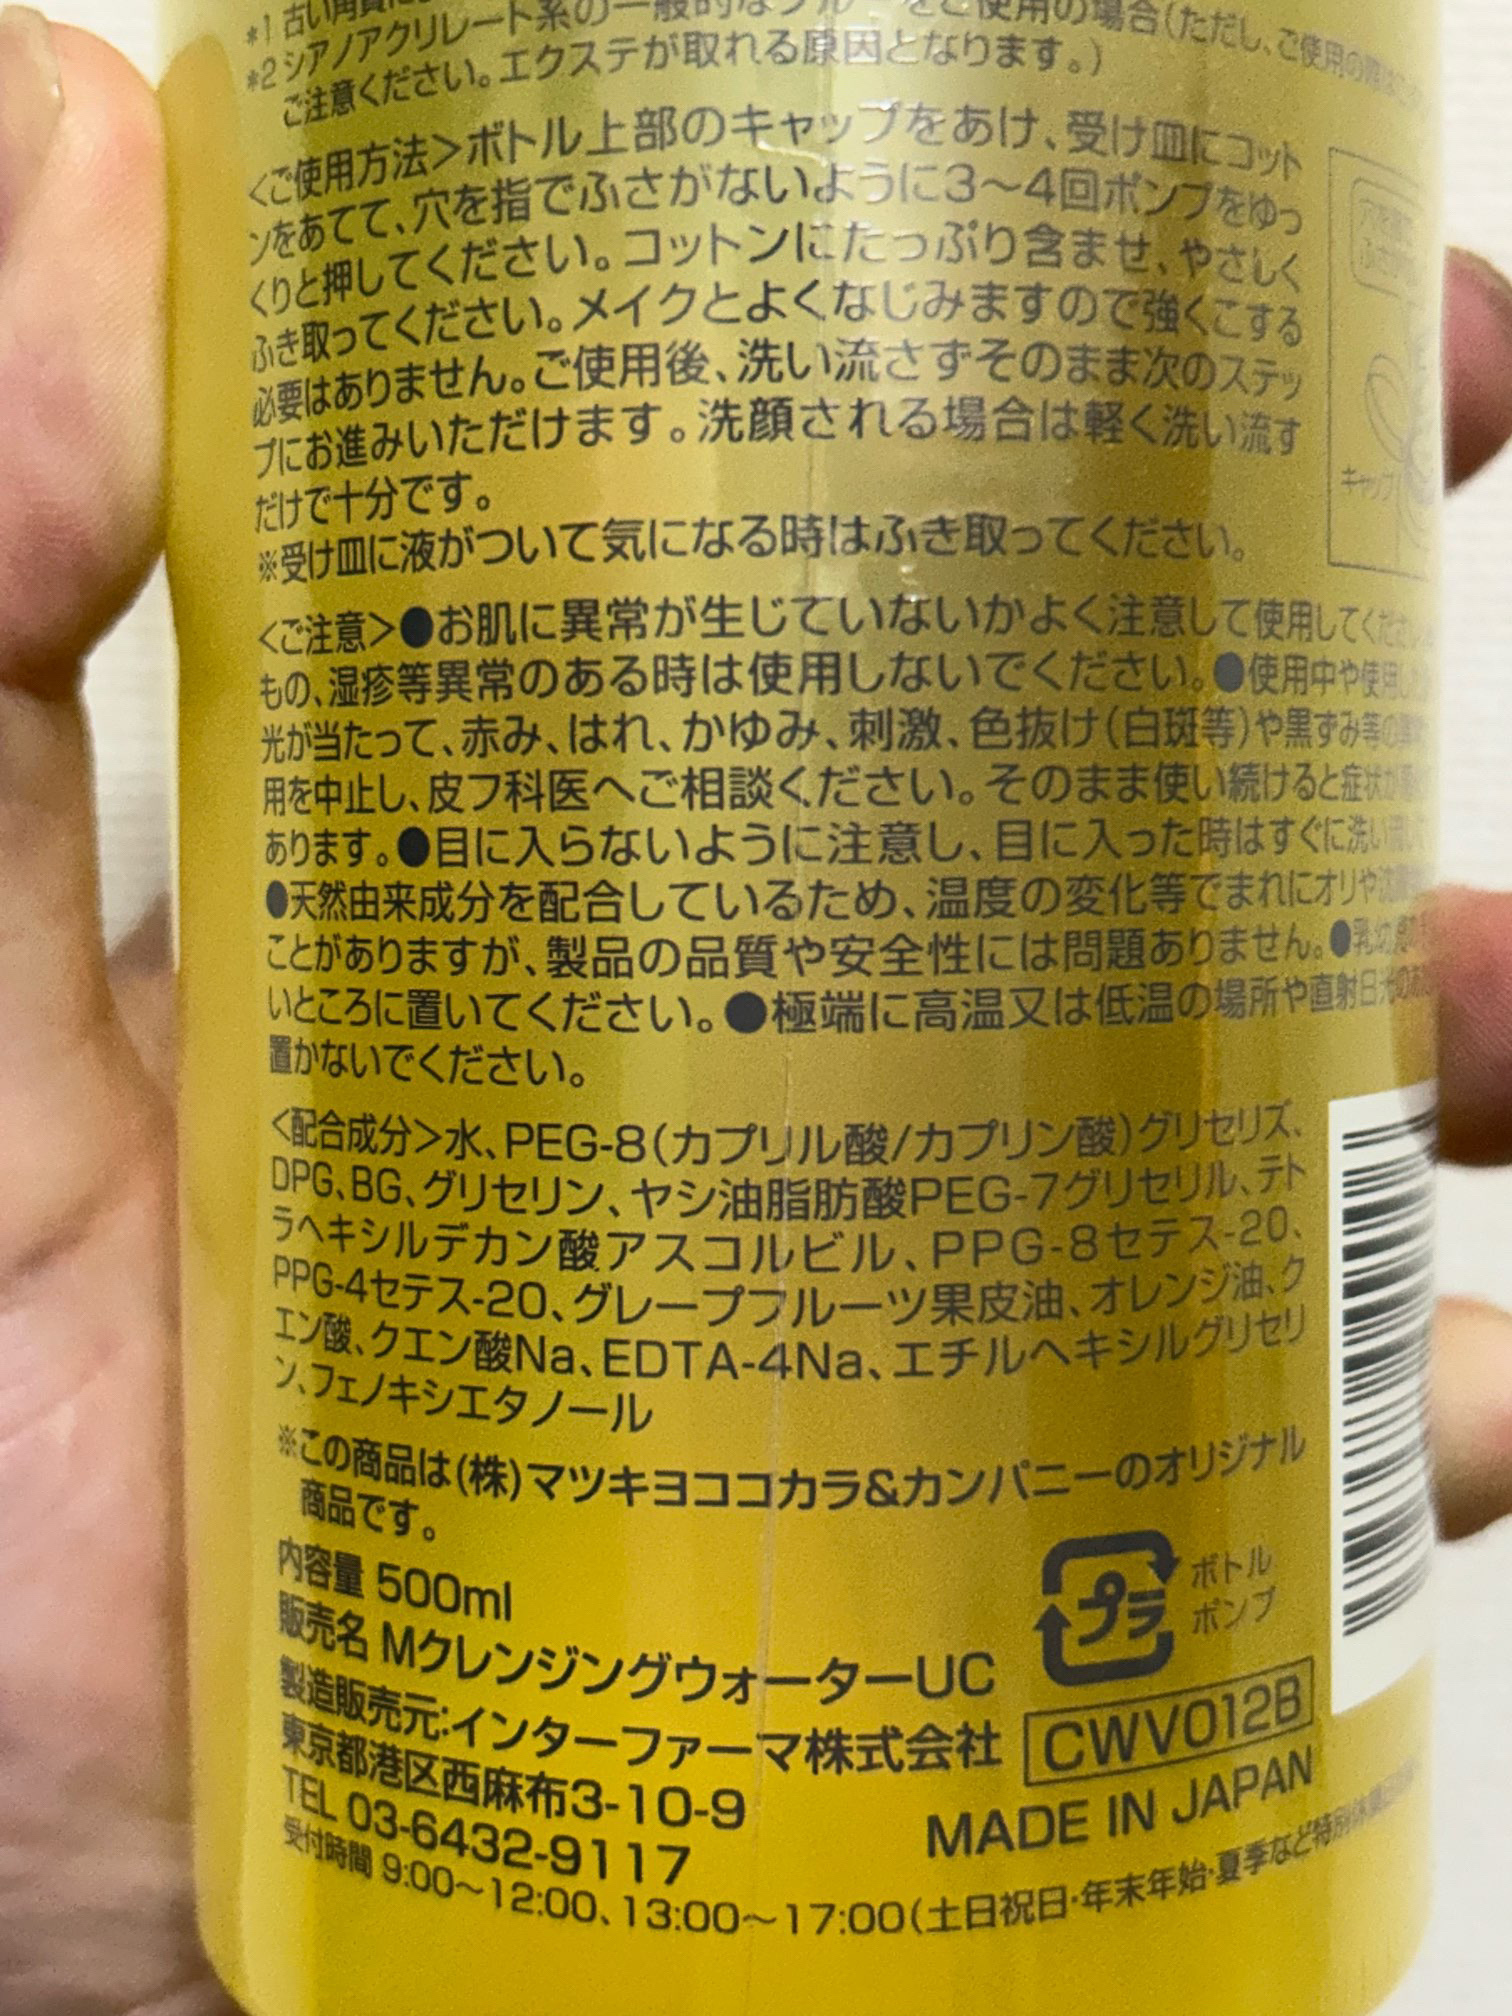 *1 古い角質に
*2 シアノアクリレート系の一般的なグルーをご使用の場合(ただし、ご使用の際は
ご注意ください。エクステが取れる原因となります。)
<ご使用方法>ボトル上部のキャップをあけ、受け皿にコット
ンをあてて、穴を指でふさがないように3〜4回ポンプをゆっ
くりと押してください。コットンにたっぷり含ませ、やさしく
ふき取ってください。メイクとよくなじみますので強くこする
必要はありません。ご使用後、洗い流さずそのまま次のステッ
プにお進みいただけます。洗顔される場合は軽く洗い流す
だけで十分です。
※受け皿に液がついて気になる時はふき取ってください。
キャップ
<ご注意>●お肌に異常が生じていないかよく注意して使用してください
もの、湿疹等異常のある時は使用しないでください。●使用中や使用した
光が当たって、赤み、はれ、かゆみ、刺激、色抜け(白斑等)や黒ずみ等の異常
用を中止し、皮フ科医へご相談ください。そのまま使い続けると症状が
あります。●目に入らないように注意し、目に入った時はすぐに洗い流して
●天然由来成分を配合しているため、温度の変化等でまれにオリや沈
ことがありますが、製品の品質や安全性には問題ありません。●乳幼児
いところに置いてください。●極端に高温又は低温の場所や直射日光の
置かないでください。
<配合成分>水、PEG-8(カプリル酸/カプリン酸)グリセリズ、
DPG、BG、グリセリン、ヤシ油脂肪酸PEG-7グリセリル、テト
ラヘキシルデカン酸アスコルビル、PPG-8セテス-20、
PPG-4セテス-20、グレープフルーツ果皮油、オレンジ油、ク
エン酸、クエン酸Na、EDTA-4Na、エチルヘキシルグリセリ
ン、フェノキシエタノール
※この商品は(株)マツキヨココカラ&カンパニーのオリジナル
商品です。
内容量 500ml
販売名 MクレンジングウォーターUC
プラ
ボトル
ポンプ
製造販売元:インターファーマ株式会社
東京都港区西麻布3-10-9
CWV012B
TEL 03-6432-9117
MADE IN JAPAN
受付時間 9:00〜12:00、13:00〜17:00(土日祝日・年末年始・夏季など特別休業